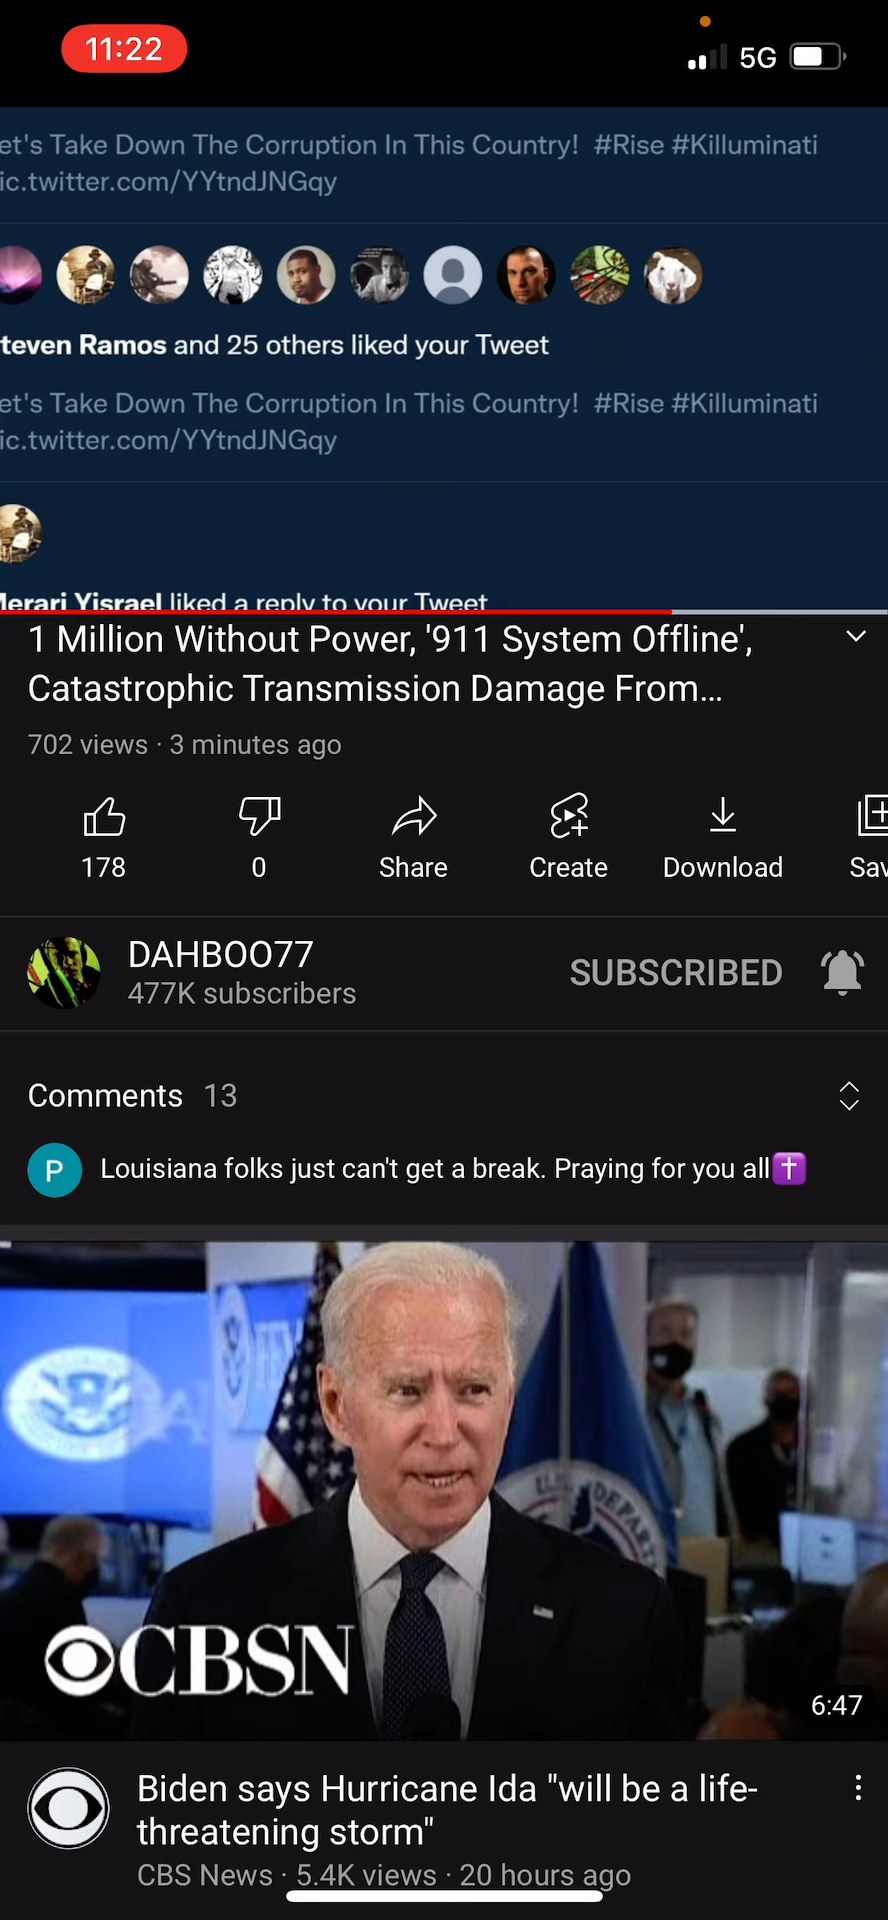 11:22
5G
et's Take Down The Corruption In This Country! #Rise #Killuminati
ic.twitter.com/YYtndJNGqy
teven Ramos and 25 others liked your Tweet
et's Take Down The Corruption In This Country! #Rise #Killuminati
ic.twitter.com/YYtndJNGqy
Merari Yisrael liked a reply to your Tweet
1 Million Without Power, '911 System Offline',
Catastrophic Transmission Damage From...
702 views · 3 minutes ago
178
0
Share
Create
Download
Sav
DAHBOO77
477K subscribers
SUBSCRIBED
Comments 13
P
Louisiana folks just can't get a break. Praying for you all✝️
CBSN
6:47
Biden says Hurricane Ida "will be a life-
threatening storm"
CBS News · 5.4K views · 20 hours ago